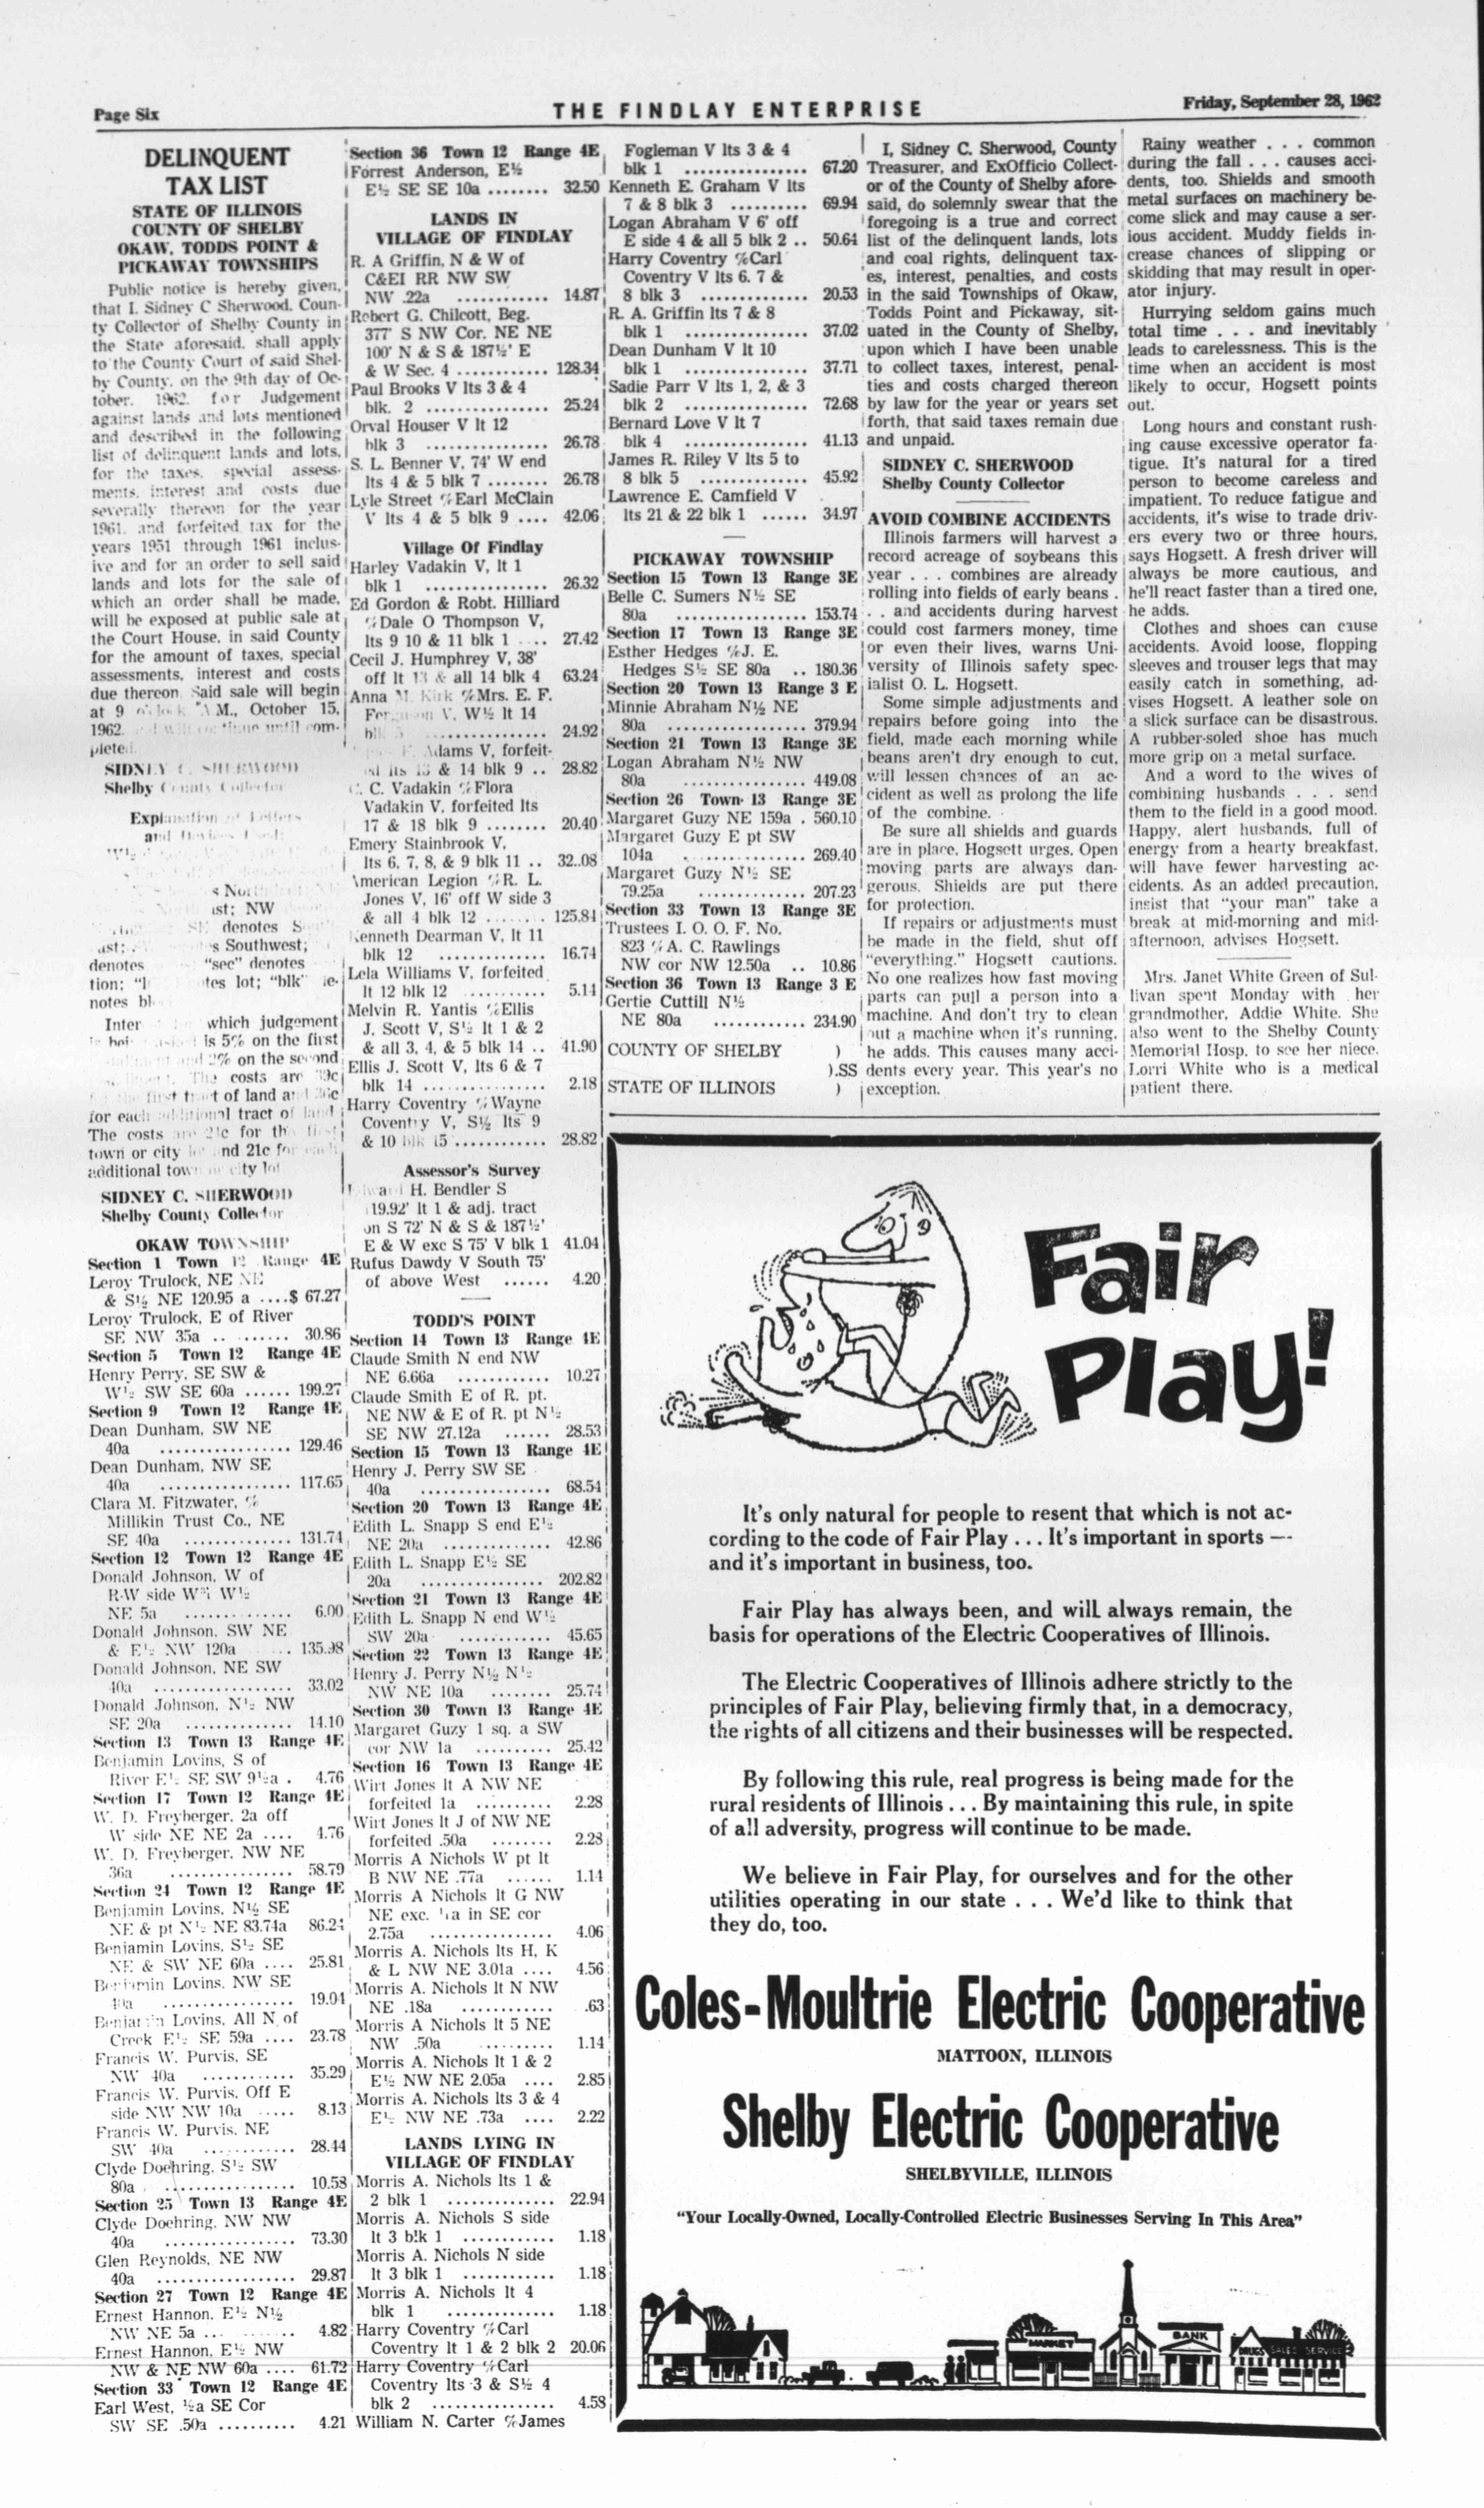 Page Six
THE FINDLAY ENTERPRISE
Friday, September 28, 1962
DELINQUENT
TAX LIST
STATE OF ILLINOIS
COUNTY OF SHELBY
OKAW, TODDS POINT &
PICKAWAY TOWNSHIPS
Public notice is hereby given,
that I, Sidney C Sherwood, Coun-
ty Collector of Shelby County in
the State aforesaid, shall apply
to the County Court of said Shel-
by County, on the 9th day of Oc-
tober, 1962, for Judgement
against lands and lots mentioned
and described in the following
list of delinquent lands and lots,
for the taxes, special assess-
ments, interest and costs due
severally thereon for the year
1961, and forfeited tax for the
years 1951 through 1961 inclus-
ive and for an order to sell said
lands and lots for the sale of
which an order shall be made,
will be exposed at public sale at
the Court House, in said County
for the amount of taxes, special
assessments, interest and costs
due thereon. Said sale will begin
at 9 M., October 15,
1962 com-
pleted.
SIDNEY C. SHERWOOD
Shelby County Collector
Explanation of Letters
and
NW
denotes
Southwest;
denotes "sec" denotes
tion; lot; "blk" de-
notes
which judgement
is 5% on the first
2% on the second
The costs are
of land and
for each additional tract of land
The costs are 21c for the first
town or city and 21c for each
additional town city lot
SIDNEY C. SHERWOOD
Shelby County Collector
OKAW TOWNSHIP
Section 1 Town 12 Range 4E
Leroy Trulock, NE NE
& S½ NE 120.95 a ....$ 67.27
Leroy Trulock, E of River
SE NW 35a .. ...... 30.86
Section 5 Town 12 Range 4E
Henry Perry, SE SW &
W½ SW SE 60a ...... 199.27
Section 9 Town 12 Range 4E
Dean Dunham, SW NE
40a ................ 129.46
Dean Dunham, NW SE
40a ................ 117.65
Clara M. Fitzwater, %
Millikin Trust Co., NE
SE 40a .............. 131.74
Section 12 Town 12 Range 4E
Donald Johnson, W of
R-W side W½
NE 5a .............. 6.00
Donald Johnson, SW NE
& E½ NW 120a ... 135.98
Donald Johnson, NE SW
40a ................. 33.02
Donald Johnson, N½ NW
SE 20a .............. 14.10
Section 13 Town 13 Range 4E
Benjamin Lovins, S of
River E½ SE SW 9½a . 4.76
Section 17 Town 12 Range 4E
W. D. Freyberger, 2a off
W side NE NE 2a .... 4.76
W. D. Freyberger, NW NE
36a ................ 58.79
Section 24 Town 12 Range 4E
Benjamin Lovins, N½ SE
NE & pt N½ NE 83.74a 86.24
Benjamin Lovins, S½ SE
NE & SW NE 60a .... 25.81
Benjamin Lovins, NW SE
40a ................. 19.04
Benjamin Lovins, All N of
Creek E½ SE 59a .... 23.78
Francis W. Purvis, SE
NW 40a ............ 35.29
Francis W. Purvis, Off E
side NW NW 10a ..... 8.13
Francis W. Purvis, NE
SW 40a ............ 28.44
Clyde Doehring, S½ SW
80a ................. 10.58
Section 25 Town 13 Range 4E
Clyde Doehring, NW NW
40a ................. 73.30
Glen Reynolds, NE NW
40a .................. 29.87
Section 27 Town 12 Range 4E
Ernest Hannon, E½ N½
NW NE 5a ... ........ 4.82
Ernest Hannon, E½ NW
NW & NE NW 60a .... 61.72
Section 33 Town 12 Range 4E
Earl West, ½a SE Cor
SW SE .50a .......... 4.21
Section 36 Town 12 Range 4E
Forrest Anderson, E½
E½ SE SE 10a ........ 32.50
LANDS IN
VILLAGE OF FINDLAY
R. A Griffin, N & W of
C&EI RR NW SW
NW .22a ............ 14.87
Robert G. Chilcott, Beg.
377' S NW Cor. NE NE
100' N & S & 187½' E
& W Sec. 4 ............ 128.34
Paul Brooks V lts 3 & 4
blk. 2 ................ 25.24
Orval Houser V lt 12
blk 3 ................ 26.78
S. L. Benner V, 74' W end
lts 4 & 5 blk 7 ........ 26.78
Lyle Street %Earl McClain
V lts 4 & 5 blk 9 .... 42.06
Village Of Findlay
Harley Vadakin V, lt 1
blk 1 ................ 26.32
Ed Gordon & Robt. Hilliard
%Dale O Thompson V,
lts 9 10 & 11 blk 1 .... 27.42
Cecil J. Humphrey V, 38'
off lt 13 & all 14 blk 4 63.24
Anna M. Kirk %Mrs. E. F.
Ferguson V, W½ lt 14
blk 5 ............... 24.92
Adams V, forfeit-
ed lts 13 & 14 blk 9 .. 28.82
C. C. Vadakin %Flora
Vadakin V, forfeited lts
17 & 18 blk 9 ........ 20.40
Emery Stainbrook V,
lts 6, 7, 8, & 9 blk 11 .. 32..08
American Legion %R. L.
Jones V, 16' off W side 3
& all 4 blk 12 ........ 125.84
Kenneth Dearman V, lt 11
blk 12 .............. 16.74
Lela Williams V, forfeited
lt 12 blk 12 .......... 5.14
Melvin R. Yantis %Ellis
J. Scott V, S½ lt 1 & 2
& all 3, 4, & 5 blk 14 .. 41.90
Ellis J. Scott V, lts 6 & 7
blk 14 ................ 2.18
Harry Coventry %Wayne
Coventry V, S½ lts 9
& 10 blk 15 ............ 28.82
Assessor's Survey
H. Bendler S
119.92' lt 1 & adj. tract
on S 72' N & S & 187½'
E & W exc S 75' V blk 1 41.04
Rufus Dawdy V South 75'
of above West ...... 4.20
TODD'S POINT
Section 14 Town 13 Range 4E
Claude Smith N end NW
NE 6.66a ............ 10.27
Claude Smith E of R. pt.
NE NW & E of R. pt N½
SE NW 27.12a ...... 28.53
Section 15 Town 13 Range 4E
Henry J. Perry SW SE
40a ................. 68.54
Section 20 Town 13 Range 4E
Edith L. Snapp S end E½
NE 20a .............. 42.86
Edith L. Snapp E½ SE
20a ................ 202.82
Section 21 Town 13 Range 4E
Edith L. Snapp N end W½
SW 20a ............ 45.65
Section 22 Town 13 Range 4E
Henry J. Perry N½ N½
NW NE 10a ........ 25.74
Section 30 Town 13 Range 4E
Margaret Guzy 1 sq. a SW
cor NW 1a .......... 25.42
Section 16 Town 13 Range 4E
Wirt Jones lt A NW NE
forfeited 1a .......... 2.28
Wirt Jones lt J of NW NE
forfeited .50a ........ 2.28
Morris A Nichols W pt lt
B NW NE .77a ...... 1.14
Morris A Nichols lt G NW
NE exc. ¼a in SE cor
2.75a ................ 4.06
Morris A. Nichols lts H, K
& L NW NE 3.01a .... 4.56
Morris A. Nichols lt N NW
NE .18a ............ .63
Morris A Nichols lt 5 NE
NW .50a .......... 1.14
Morris A. Nichols lt 1 & 2
E½ NW NE 2.05a .... 2.85
Morris A. Nichols lts 3 & 4
E½ NW NE .73a .... 2.22
LANDS LYING IN
VILLAGE OF FINDLAY
Morris A. Nichols lts 1 &
2 blk 1 .............. 22.94
Morris A. Nichols S side
lt 3 blk 1 ............ 1.18
Morris A. Nichols N side
lt 3 blk 1 ............ 1.18
Morris A. Nichols lt 4
blk 1 .............. 1.18
Harry Coventry %Carl
Coventry lt 1 & 2 blk 2 20.06
Harry Coventry %Carl
Coventry lts 3 & S½ 4
blk 2 ................ 4.58
William N. Carter %James
Fogleman V lts 3 & 4
blk 1 ................ 67.20
Kenneth E. Graham V lts
7 & 8 blk 3 .......... 69.94
Logan Abraham V 6' off
E side 4 & all 5 blk 2 .. 50.64
Harry Coventry %Carl
Coventry V lts 6. 7 &
8 blk 3 .............. 20.53
R. A. Griffin lts 7 & 8
blk 1 ................ 37.02
Dean Dunham V lt 10
blk 1 ................ 37.71
Sadie Parr V lts 1, 2, & 3
blk 2 ................ 72.68
Bernard Love V lt 7
blk 4 ................ 41.13
James R. Riley V lts 5 to
8 blk 5 .............. 45.92
Lawrence E. Camfield V
lts 21 & 22 blk 1 ...... 34.97
PICKAWAY TOWNSHIP
Section 15 Town 13 Range 3E
Belle C. Sumers N½ SE
80a ................. 153.74
Section 17 Town 13 Range 3E
Esther Hedges %J. E.
Hedges S½ SE 80a .. 180.36
Section 20 Town 13 Range 3 E
Minnie Abraham N½ NE
80a ................. 379.94
Section 21 Town 13 Range 3E
Logan Abraham N½ NW
80a ................ 449.08
Section 26 Town 13 Range 3E
Margaret Guzy NE 159a . 560.10
Margaret Guzy E pt SW
104a ................ 269.40
Margaret Guzy N½ SE
79.25a .............. 207.23
Section 33 Town 13 Range 3E
Trustees I. O. O. F. No.
823 %A. C. Rawlings
NW cor NW 12.50a .. 10.86
Section 36 Town 13 Range 3 E
Gertie Cuttill N½
NE 80a ............ 234.90
COUNTY OF SHELBY )
).SS
STATE OF ILLINOIS )
I, Sidney C. Sherwood, County
Treasurer, and ExOfficio Collect-
or of the County of Shelby afore-
said, do solemnly swear that the
foregoing is a true and correct
list of the delinquent lands, lots
and coal rights, delinquent tax-
es, interest, penalties, and costs
in the said Townships of Okaw,
Todds Point and Pickaway, sit-
uated in the County of Shelby,
upon which I have been unable
to collect taxes, interest, penal-
ties and costs charged thereon
by law for the year or years set
forth, that said taxes remain due
and unpaid.
SIDNEY C. SHERWOOD
Shelby County Collector
AVOID COMBINE ACCIDENTS
Illinois farmers will harvest a
record acreage of soybeans this
year . . . combines are already
rolling into fields of early beans .
. . and accidents during harvest
could cost farmers money, time
or even their lives, warns Uni-
versity of Illinois safety spec-
ialist O. L. Hogsett.
Some simple adjustments and
repairs before going into the
field, made each morning while
beans aren't dry enough to cut,
will lessen chances of an ac-
cident as well as prolong the life
of the combine.
Be sure all shields and guards
are in place, Hogsett urges. Open
moving parts are always dan-
gerous. Shields are put there
for protection.
If repairs or adjustments must
be made in the field, shut off
"everything." Hogsett cautions.
No one realizes how fast moving
parts can pull a person into a
machine. And don't try to clean
out a machine when it's running,
he adds. This causes many acci-
dents every year. This year's no
exception.
Rainy weather . . . common
during the fall . . . causes acci-
dents, too. Shields and smooth
metal surfaces on machinery be-
come slick and may cause a ser-
ious accident. Muddy fields in-
crease chances of slipping or
skidding that may result in oper-
ator injury.
Hurrying seldom gains much
total time . . . and inevitably
leads to carelessness. This is the
time when an accident is most
likely to occur, Hogsett points
out.
Long hours and constant rush-
ing cause excessive operator fa-
tigue. It's natural for a tired
person to become careless and
impatient. To reduce fatigue and
accidents, it's wise to trade driv-
ers every two or three hours,
says Hogsett. A fresh driver will
always be more cautious, and
he'll react faster than a tired one,
he adds.
Clothes and shoes can cause
accidents. Avoid loose, flopping
sleeves and trouser legs that may
easily catch in something, ad-
vises Hogsett. A leather sole on
a slick surface can be disastrous.
A rubber-soled shoe has much
more grip on a metal surface.
And a word to the wives of
combining husbands . . . send
them to the field in a good mood.
Happy, alert husbands, full of
energy from a hearty breakfast,
will have fewer harvesting ac-
cidents. As an added precaution,
insist that "your man" take a
break at mid-morning and mid-
afternoon, advises Hogsett.
Mrs. Janet White Green of Sul-
livan spent Monday with her
grandmother, Addie White. She
also went to the Shelby County
Memorial Hosp. to see her niece,
Lorri White who is a medical
patient there.
Fair
Play!
It's only natural for people to resent that which is not ac-
cording to the code of Fair Play . . . It's important in sports —
and it's important in business, too.
Fair Play has always been, and will always remain, the
basis for operations of the Electric Cooperatives of Illinois.
The Electric Cooperatives of Illinois adhere strictly to the
principles of Fair Play, believing firmly that, in a democracy,
the rights of all citizens and their businesses will be respected.
By following this rule, real progress is being made for the
rural residents of Illinois . . . By maintaining this rule, in spite
of all adversity, progress will continue to be made.
We believe in Fair Play, for ourselves and for the other
utilities operating in our state . . . We'd like to think that
they do, too.
Coles-Moultrie Electric Cooperative
MATTOON, ILLINOIS
Shelby Electric Cooperative
SHELBYVILLE, ILLINOIS
"Your Locally-Owned, Locally-Controlled Electric Businesses Serving In This Area"
MARKET
BANK
DRUGS SALES SERVICE